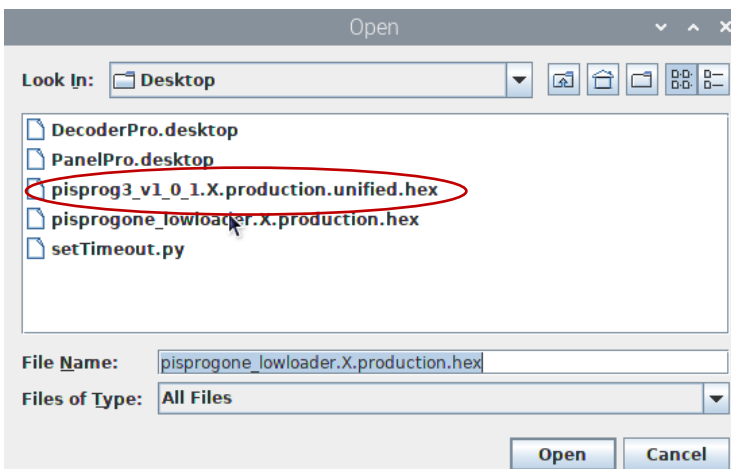 Open
Look In: Desktop
DecoderPro.desktop
PanelPro.desktop
pisprog3_v1_0_1.X.production.unified.hex
pisprogone_lowloader.X.production.hex
setTimeout.py
File Name: pisprogone_lowloader.X.production.hex
Files of Type: All Files
Open Cancel